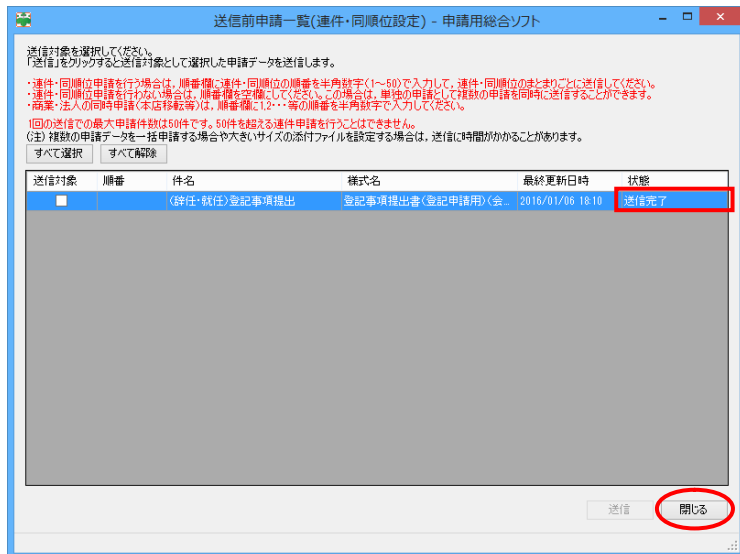 送信前申請一覧(連件・同順位設定) - 申請用総合ソフト
送信対象を選択してください。
「送信」をクリックすると送信対象として選択した申請データを送信します。
・連件・同順位申請を行う場合は，順番欄に連件・同順位の順番を半角数字(1～50)で入力して，連件・同順位のまとまりごとに送信してください。
・連件・同順位申請を行わない場合は，順番欄を空欄にしてください。この場合は，単独の申請として複数の申請を同時に送信することができます。
・商業・法人の同時申請(本店移転等)は，順番欄に1,2・・・等の順番を半角数字で入力してください。
1回の送信での最大申請件数は50件です。50件を超える連件申請を行うことはできません。
(注) 複数の申請データを一括申請する場合や大きいサイズの添付ファイルを設定する場合は，送信に時間がかかることがあります。
すべて選択 すべて解除
送信対象 順番 件名 様式名 最終更新日時 状態
(辞任・就任)登記事項提出 登記事項提出書(登記申請用)(会... 2016/01/06 18:10 送信完了
送信 閉じる